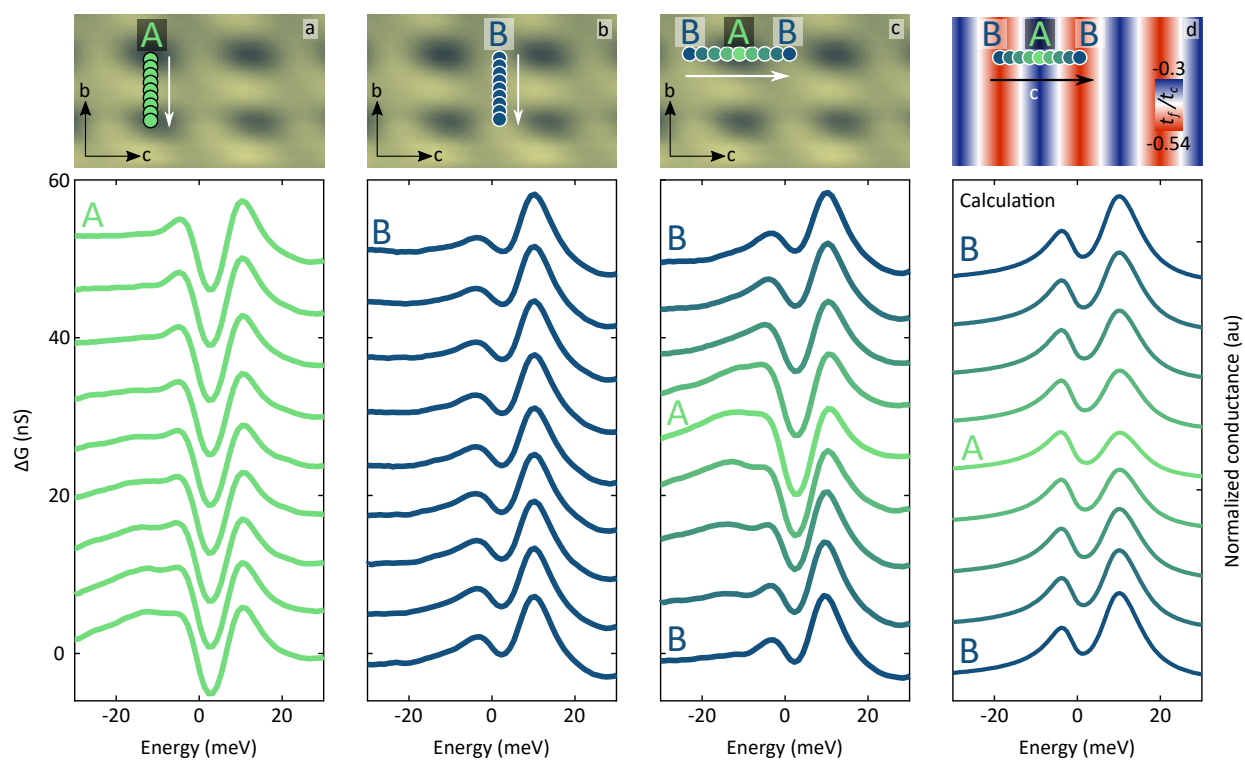 A
a
b
c
B
b
b
c
B A B
c
b
c
B A B
d
c
-0.3
t_f/t_c
-0.54
60
40
20
0
ΔG (nS)
A
-20 0 20
Energy (meV)
B
-20 0 20
Energy (meV)
B
A
B
-20 0 20
Energy (meV)
Calculation
B
A
B
-20 0 20
Energy (meV)
Normalized conductance (au)